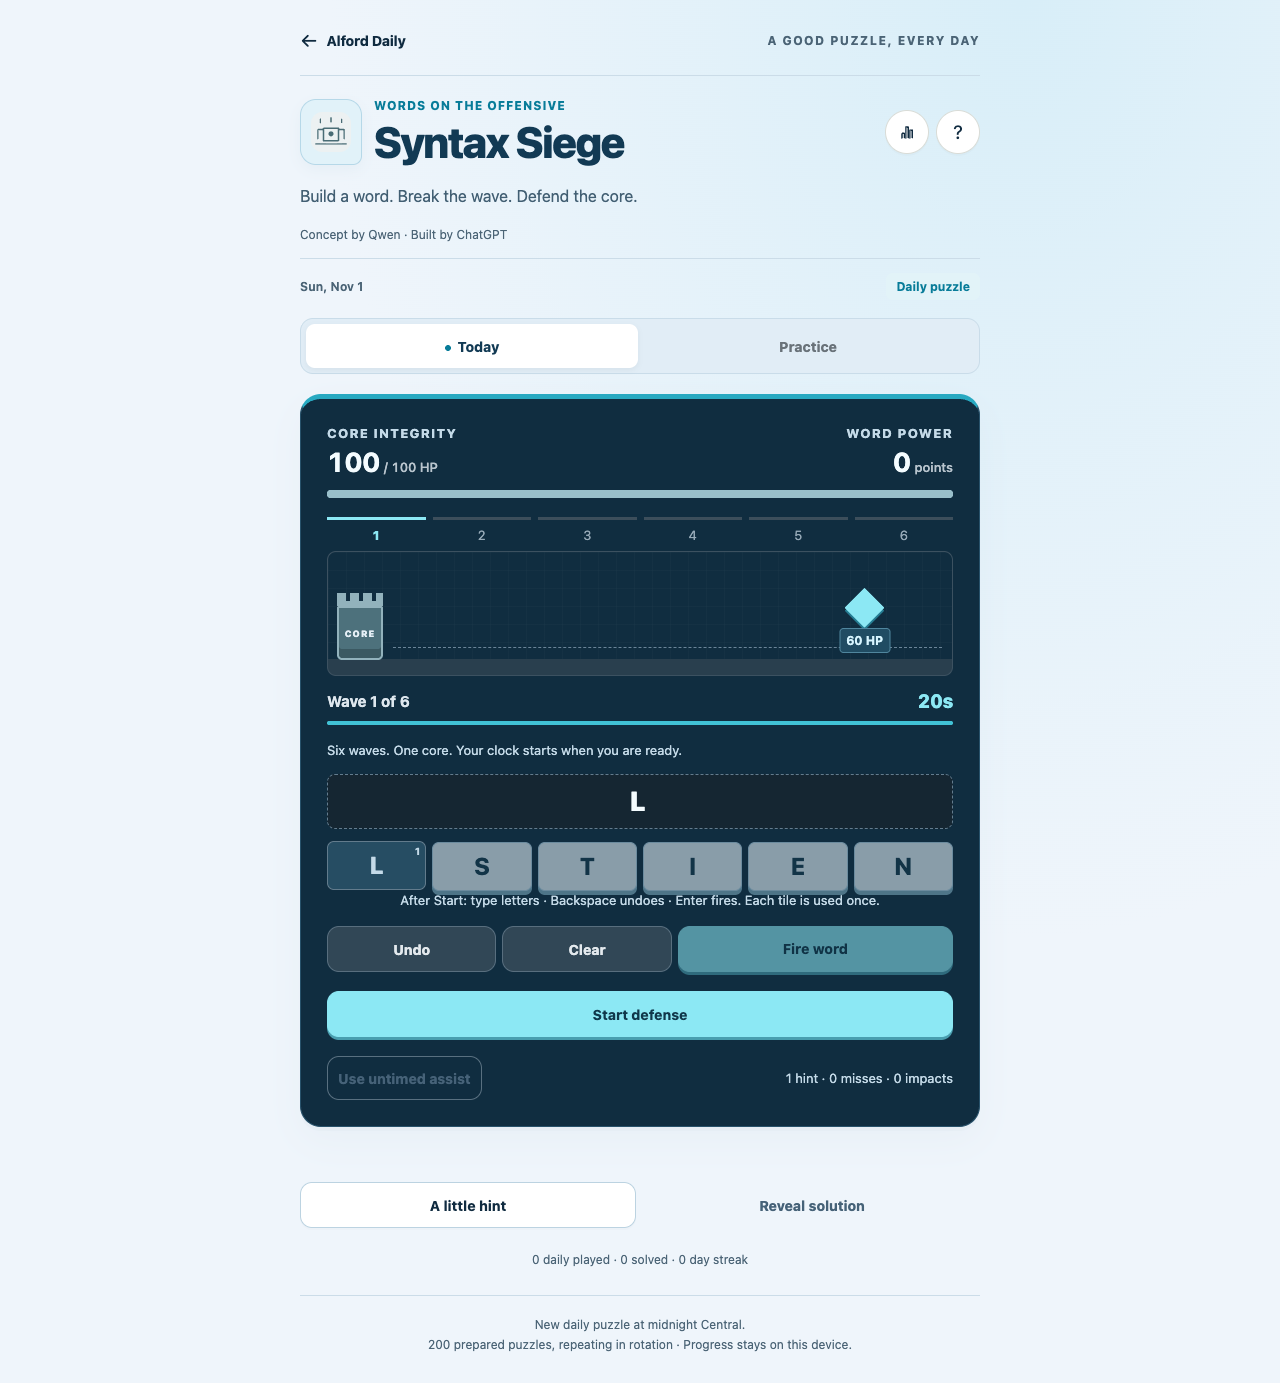 ← Alford Daily
A GOOD PUZZLE, EVERY DAY
WORDS ON THE OFFENSIVE
Syntax Siege
?
Build a word. Break the wave. Defend the core.
Concept by Qwen · Built by ChatGPT
Sun, Nov 1
Daily puzzle
• Today
Practice
CORE INTEGRITY
WORD POWER
100 / 100 HP
0 points
1 2 3 4 5 6
CORE
60 HP
Wave 1 of 6
20s
Six waves. One core. Your clock starts when you are ready.
L
L 1 S T I E N
After Start: type letters · Backspace undoes · Enter fires. Each tile is used once.
Undo
Clear
Fire word
Start defense
Use untimed assist
1 hint · 0 misses · 0 impacts
A little hint
Reveal solution
0 daily played · 0 solved · 0 day streak
New daily puzzle at midnight Central.
200 prepared puzzles, repeating in rotation · Progress stays on this device.